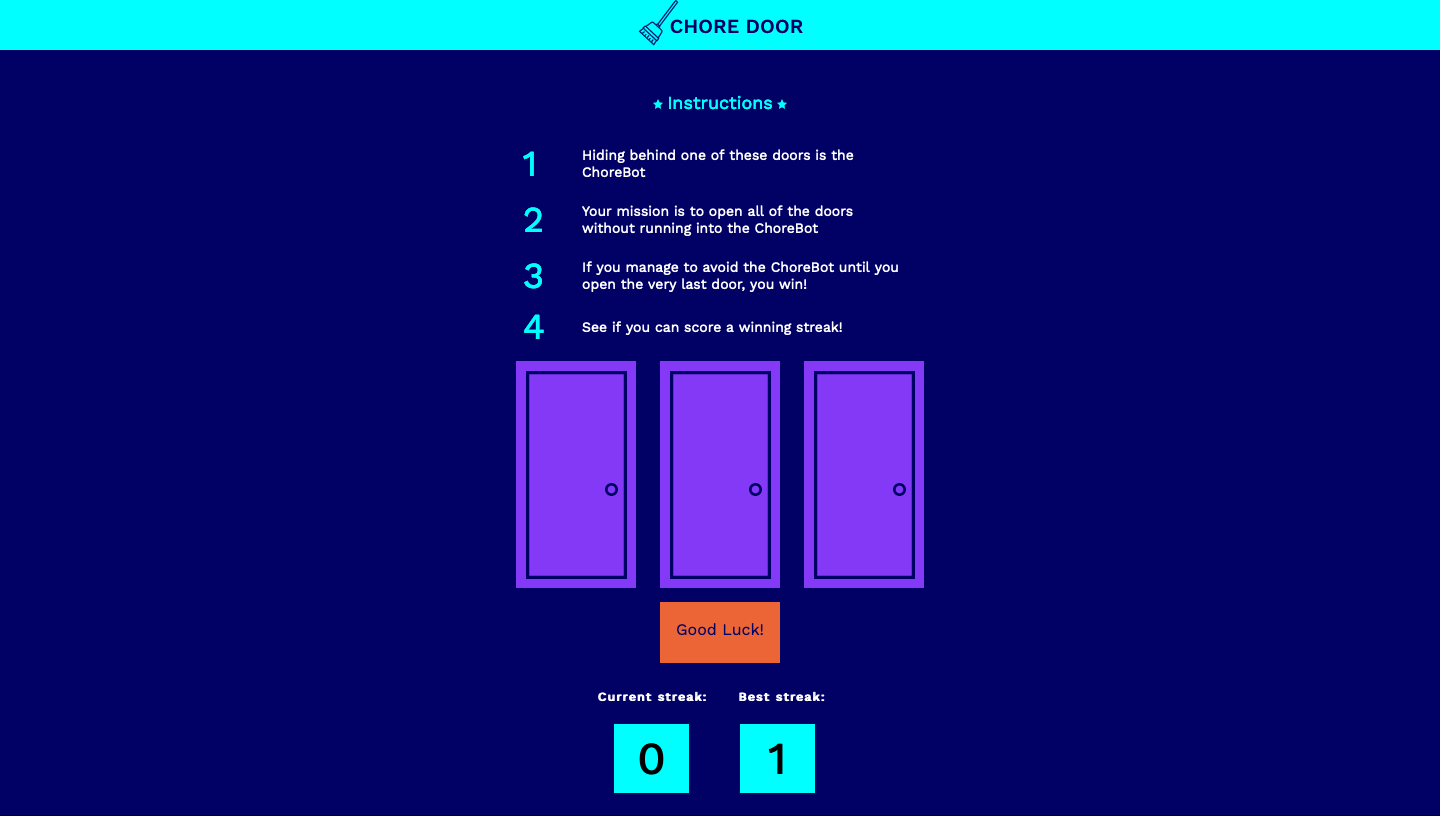 CHORE DOOR
Instructions
1
Hiding behind one of these doors is the
ChoreBot
2
Your mission is to open all of the doors
without running into the ChoreBot
3
If you manage to avoid the ChoreBot until you
open the very last door, you win!
4
See if you can score a winning streak!
Good Luck!
Current streak: Best streak:
0 1